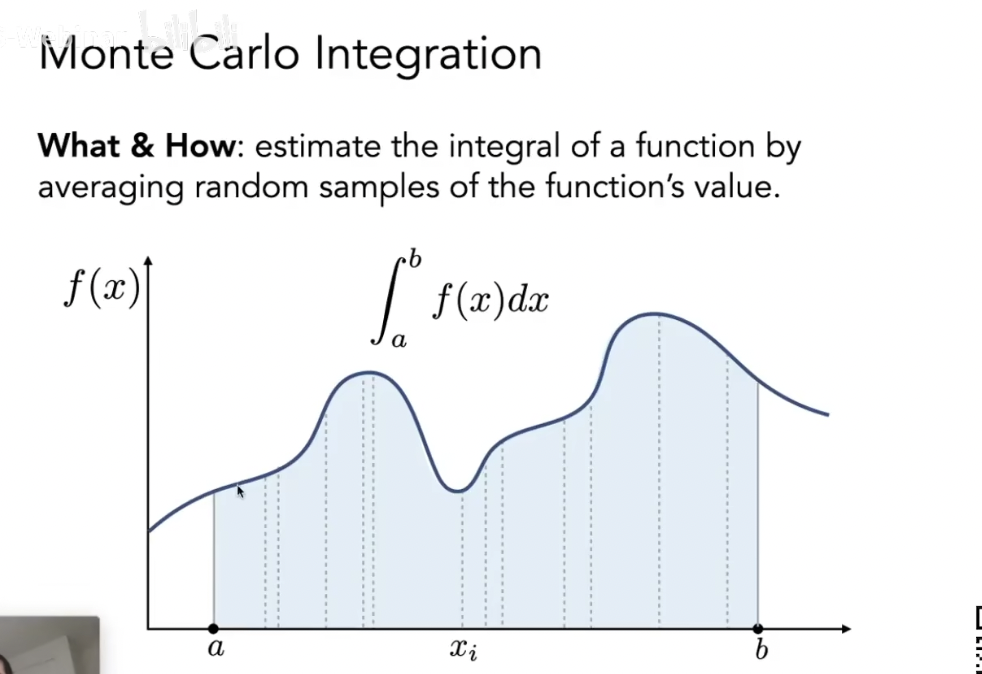 Monte Carlo Integration
What & How: estimate the integral of a function by
averaging random samples of the function's value.
f(x)
∫_a^b f(x)dx
a
x_i
b